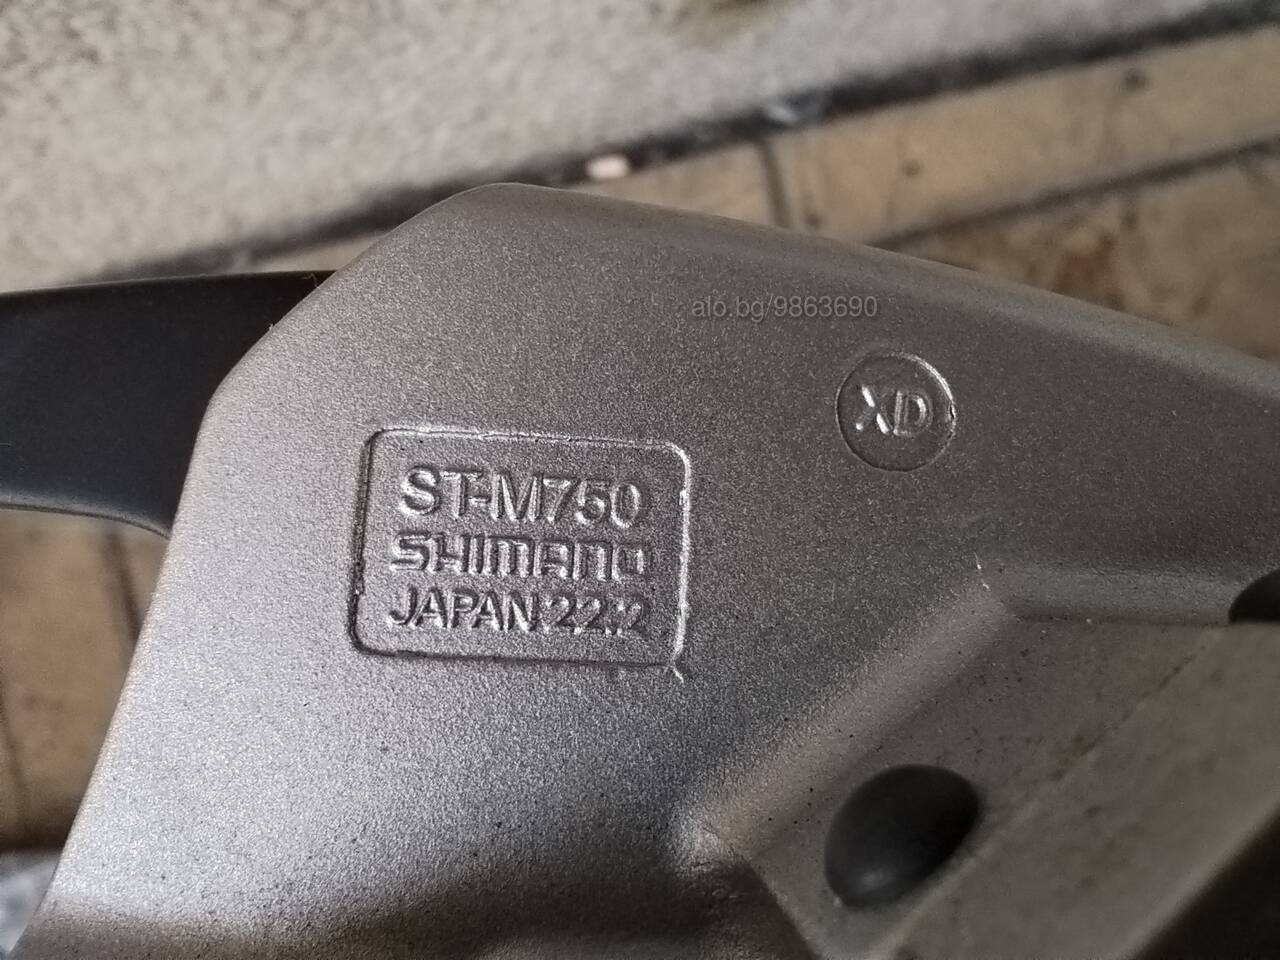 alo.bg/9863690
XD
ST-M750
SHIMANO
JAPAN 22.2